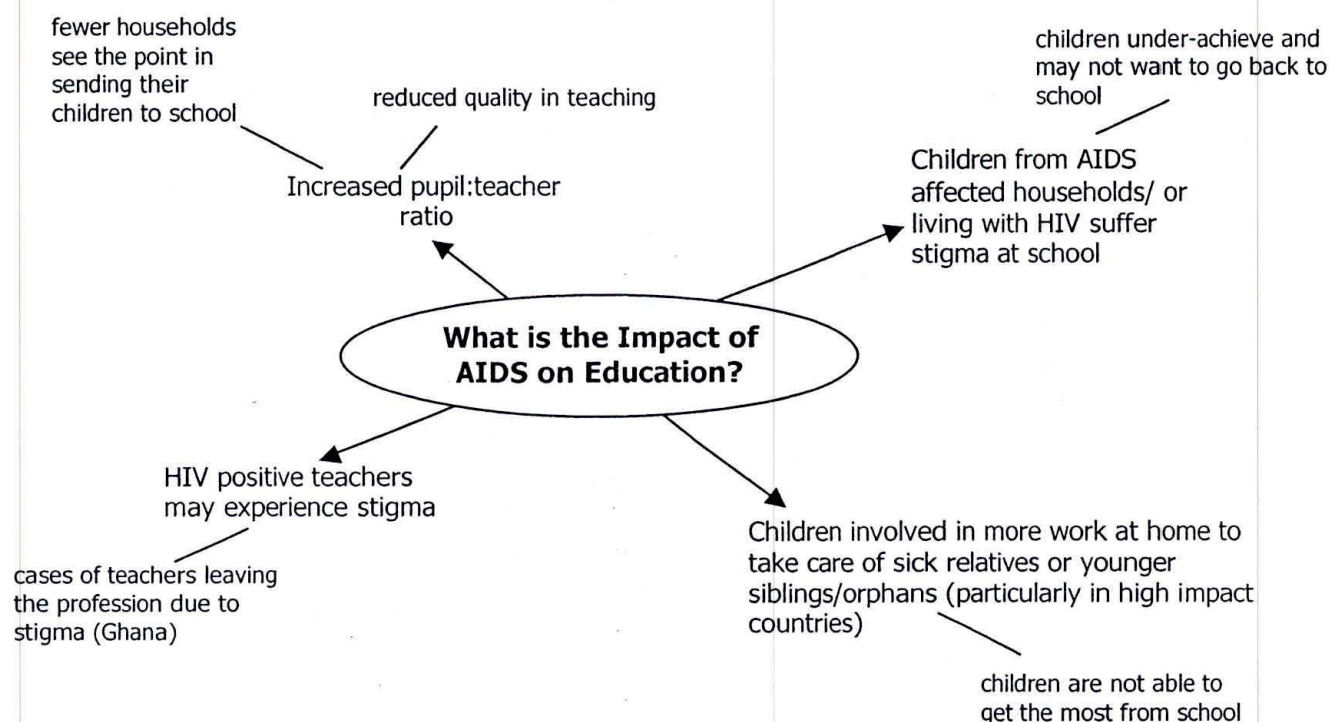 fewer households
see the point in
sending their
children to school
reduced quality in teaching
Increased pupil:teacher
ratio
children under-achieve and
may not want to go back to
school
Children from AIDS
affected households/ or
living with HIV suffer
stigma at school
What is the Impact of
AIDS on Education?
HIV positive teachers
may experience stigma
cases of teachers leaving
the profession due to
stigma (Ghana)
Children involved in more work at home to
take care of sick relatives or younger
siblings/orphans (particularly in high impact
countries)
children are not able to
get the most from school